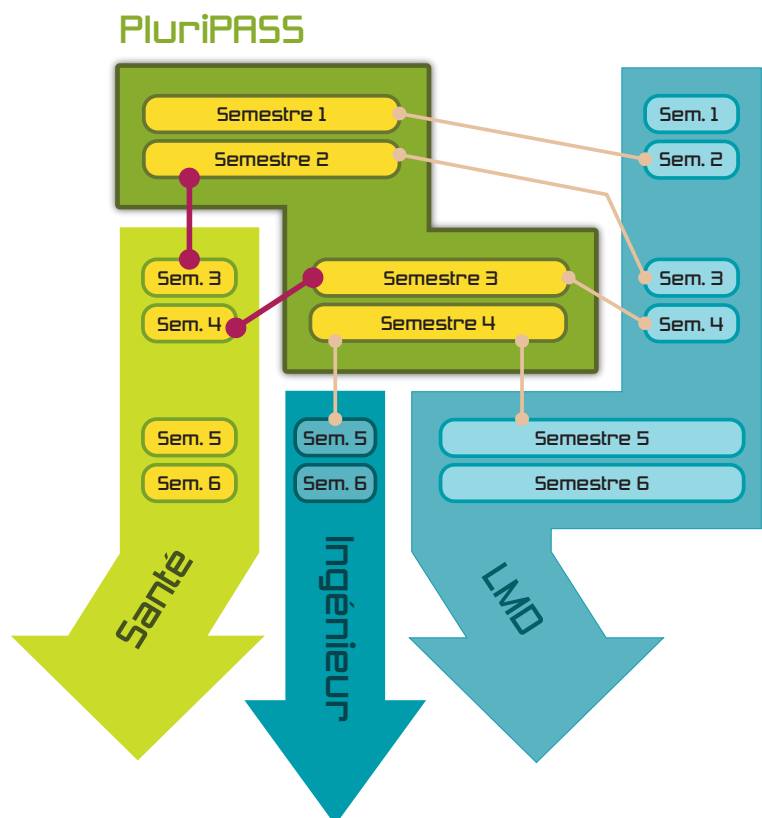 PluriPASS
Semestre 1
Sem. 1
Semestre 2
Sem. 2
Sem. 3
Semestre 3
Sem. 3
Sem. 4
Semestre 4
Sem. 4
Sem. 5
Sem. 5
Semestre 5
Sem. 6
Sem. 6
Semestre 6
Santé
Ingénieur
LMD